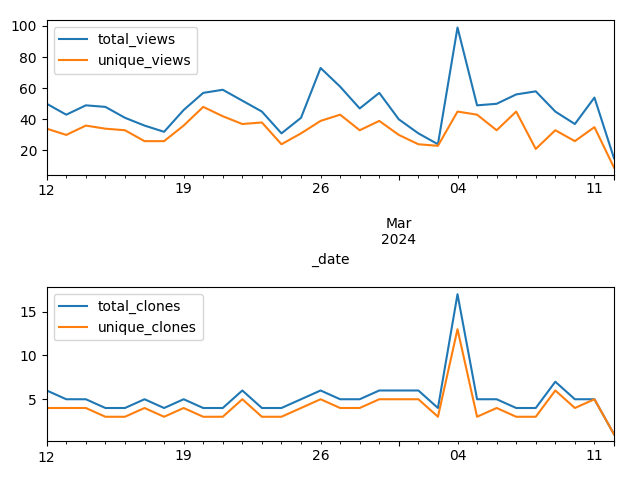 100
80
60
40
20
total_views
unique_views
12 19 26 04 11
Mar
2024
_date
15
10
5
total_clones
unique_clones
12 19 26 04 11